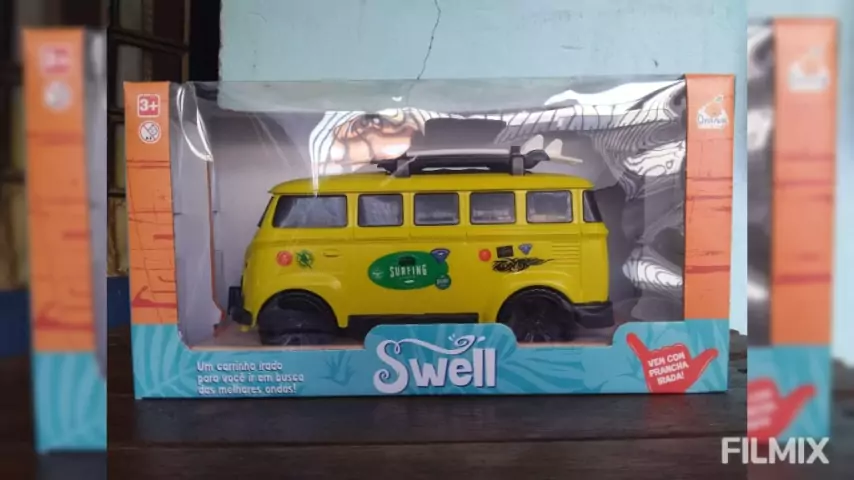 3+
SURFING
Um carrinho irado
para você ir em busca
das melhores ondas!
Swell
VEM COM
PRANCHA
IRADA!
FILMIX